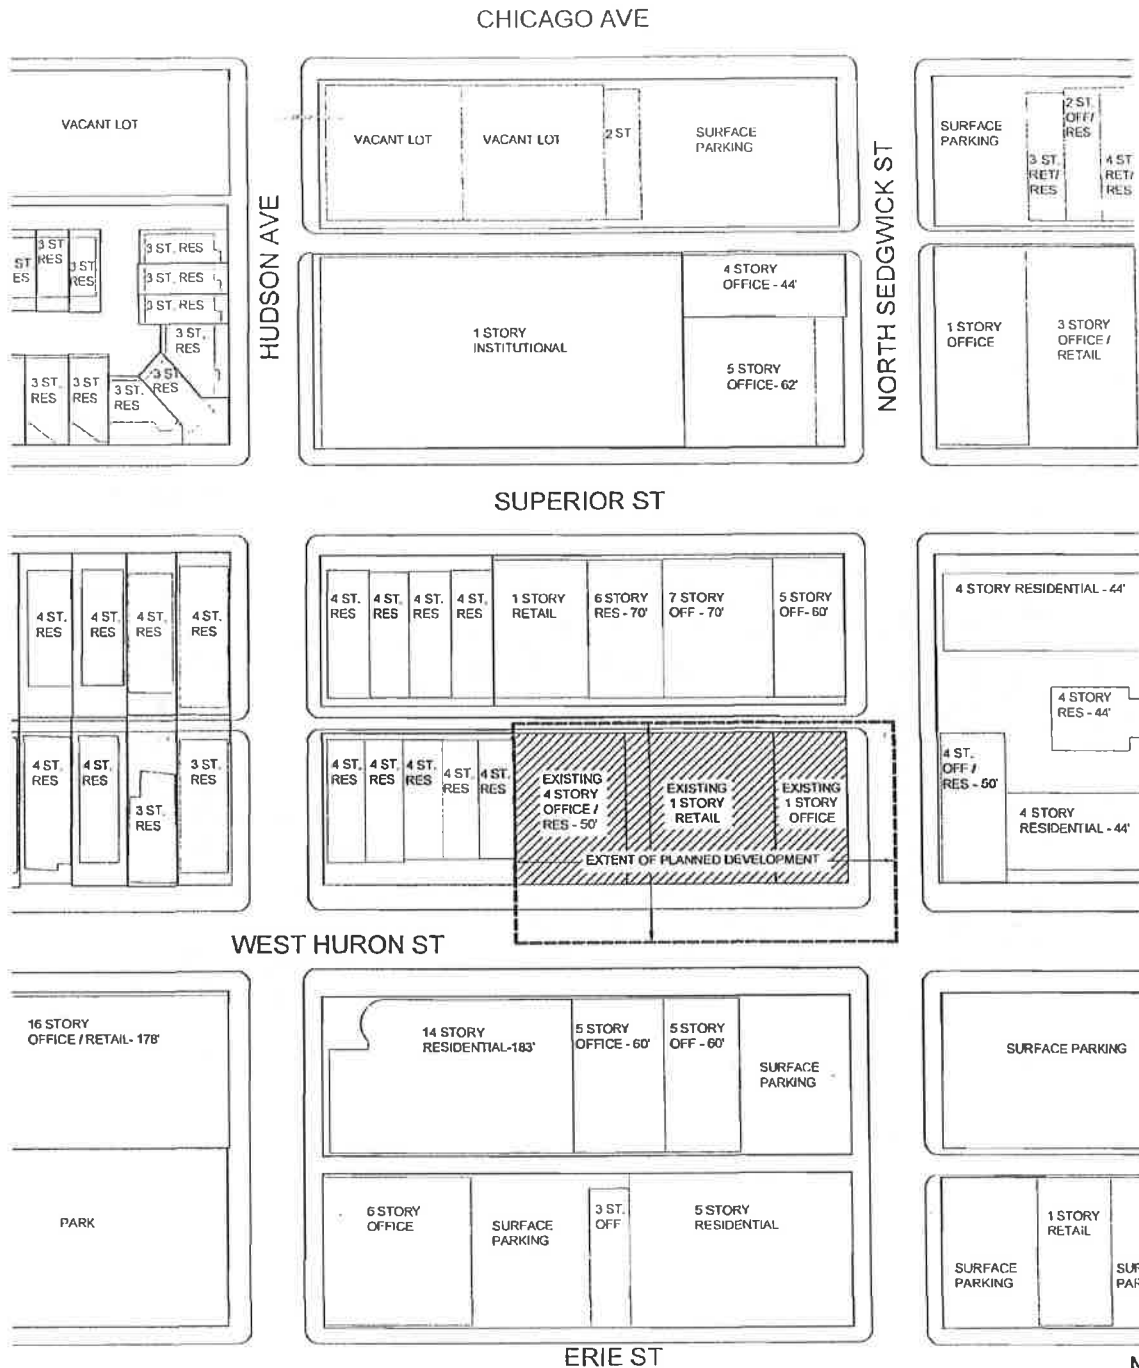 CHICAGO AVE
VACANT LOT
VACANT LOT
VACANT LOT
2 ST
SURFACE
PARKING
SURFACE
PARKING
3 ST.
RET/
RES
2 ST.
OFF/
RES
4 ST
RET/
RES
HUDSON AVE
NORTH SEDGWICK ST
ST.
ES
3 ST
RES
3 ST.
RES
3 ST. RES
3 ST. RES
3 ST. RES
3 ST.
RES
3 ST.
RES
3 ST.
RES
3 ST.
RES
3 ST.
RES
1 STORY
INSTITUTIONAL
4 STORY
OFFICE - 44'
5 STORY
OFFICE- 62'
1 STORY
OFFICE
3 STORY
OFFICE /
RETAIL
SUPERIOR ST
4 ST.
RES
4 ST.
RES
4 ST.
RES
4 ST.
RES
4 ST.
RES
4 ST.
RES
4 ST.
RES
4 ST.
RES
1 STORY
RETAIL
6 STORY
RES - 70'
7 STORY
OFF - 70'
5 STORY
OFF- 60'
4 STORY RESIDENTIAL - 44'
4 STORY
RES - 44'
4 ST.
OFF /
RES - 50'
4 STORY
RESIDENTIAL - 44'
4 ST.
RES
4 ST.
RES
3 ST.
RES
3 ST.
RES
4 ST.
RES
4 ST.
RES
4 ST.
RES
4 ST.
RES
4 ST.
RES
EXISTING
4 STORY
OFFICE /
RES - 50'
EXISTING
1 STORY
RETAIL
EXISTING
1 STORY
OFFICE
EXTENT OF PLANNED DEVELOPMENT
WEST HURON ST
16 STORY
OFFICE / RETAIL- 178'
14 STORY
RESIDENTIAL-183'
5 STORY
OFFICE - 60'
5 STORY
OFF - 60'
SURFACE
PARKING
SURFACE PARKING
PARK
6 STORY
OFFICE
SURFACE
PARKING
3 ST.
OFF
5 STORY
RESIDENTIAL
SURFACE
PARKING
1 STORY
RETAIL
SUR
PAR
ERIE ST
N